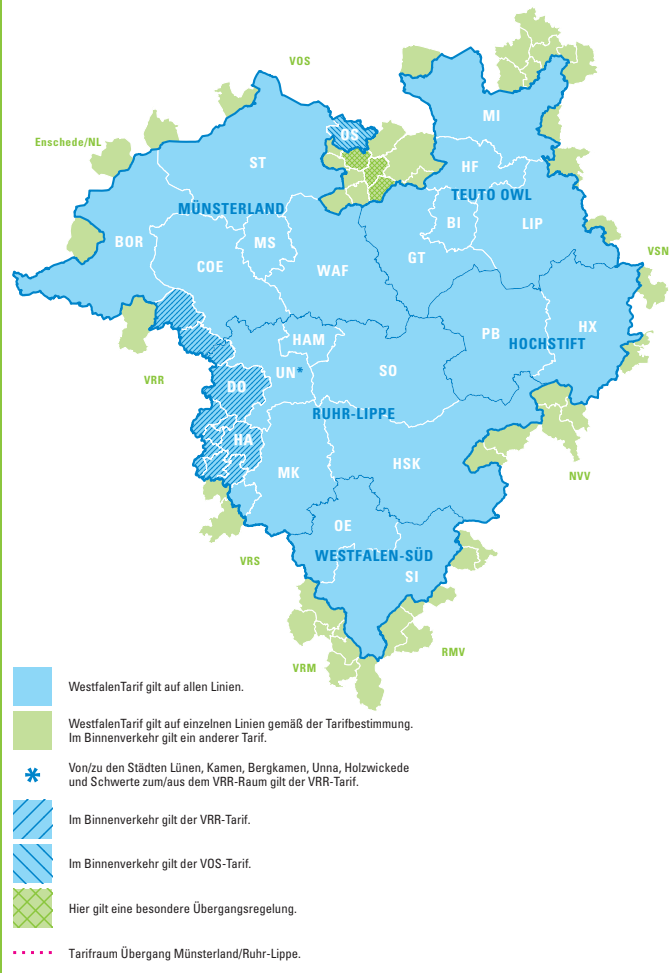 VOS
MI
OS
Enschede/NL
ST
HF
TEUTO OWL
MÜNSTERLAND
BI
LIP
BOR
MS
COE
WAF
GT
VSN
PB
HX
HOCHSTIFT
HAM
UN*
SO
VRR
DO
RUHR-LIPPE
HA
MK
HSK
NVV
OE
VRS
WESTFALEN-SÜD
SI
RMV
VRM
WestfalenTarif gilt auf allen Linien.
WestfalenTarif gilt auf einzelnen Linien gemäß der Tarifbestimmung.
Im Binnenverkehr gilt ein anderer Tarif.
* Von/zu den Städten Lünen, Kamen, Bergkamen, Unna, Holzwickede
und Schwerte zum/aus dem VRR-Raum gilt der VRR-Tarif.
Im Binnenverkehr gilt der VRR-Tarif.
Im Binnenverkehr gilt der VOS-Tarif.
Hier gilt eine besondere Übergangsregelung.
Tarifraum Übergang Münsterland/Ruhr-Lippe.